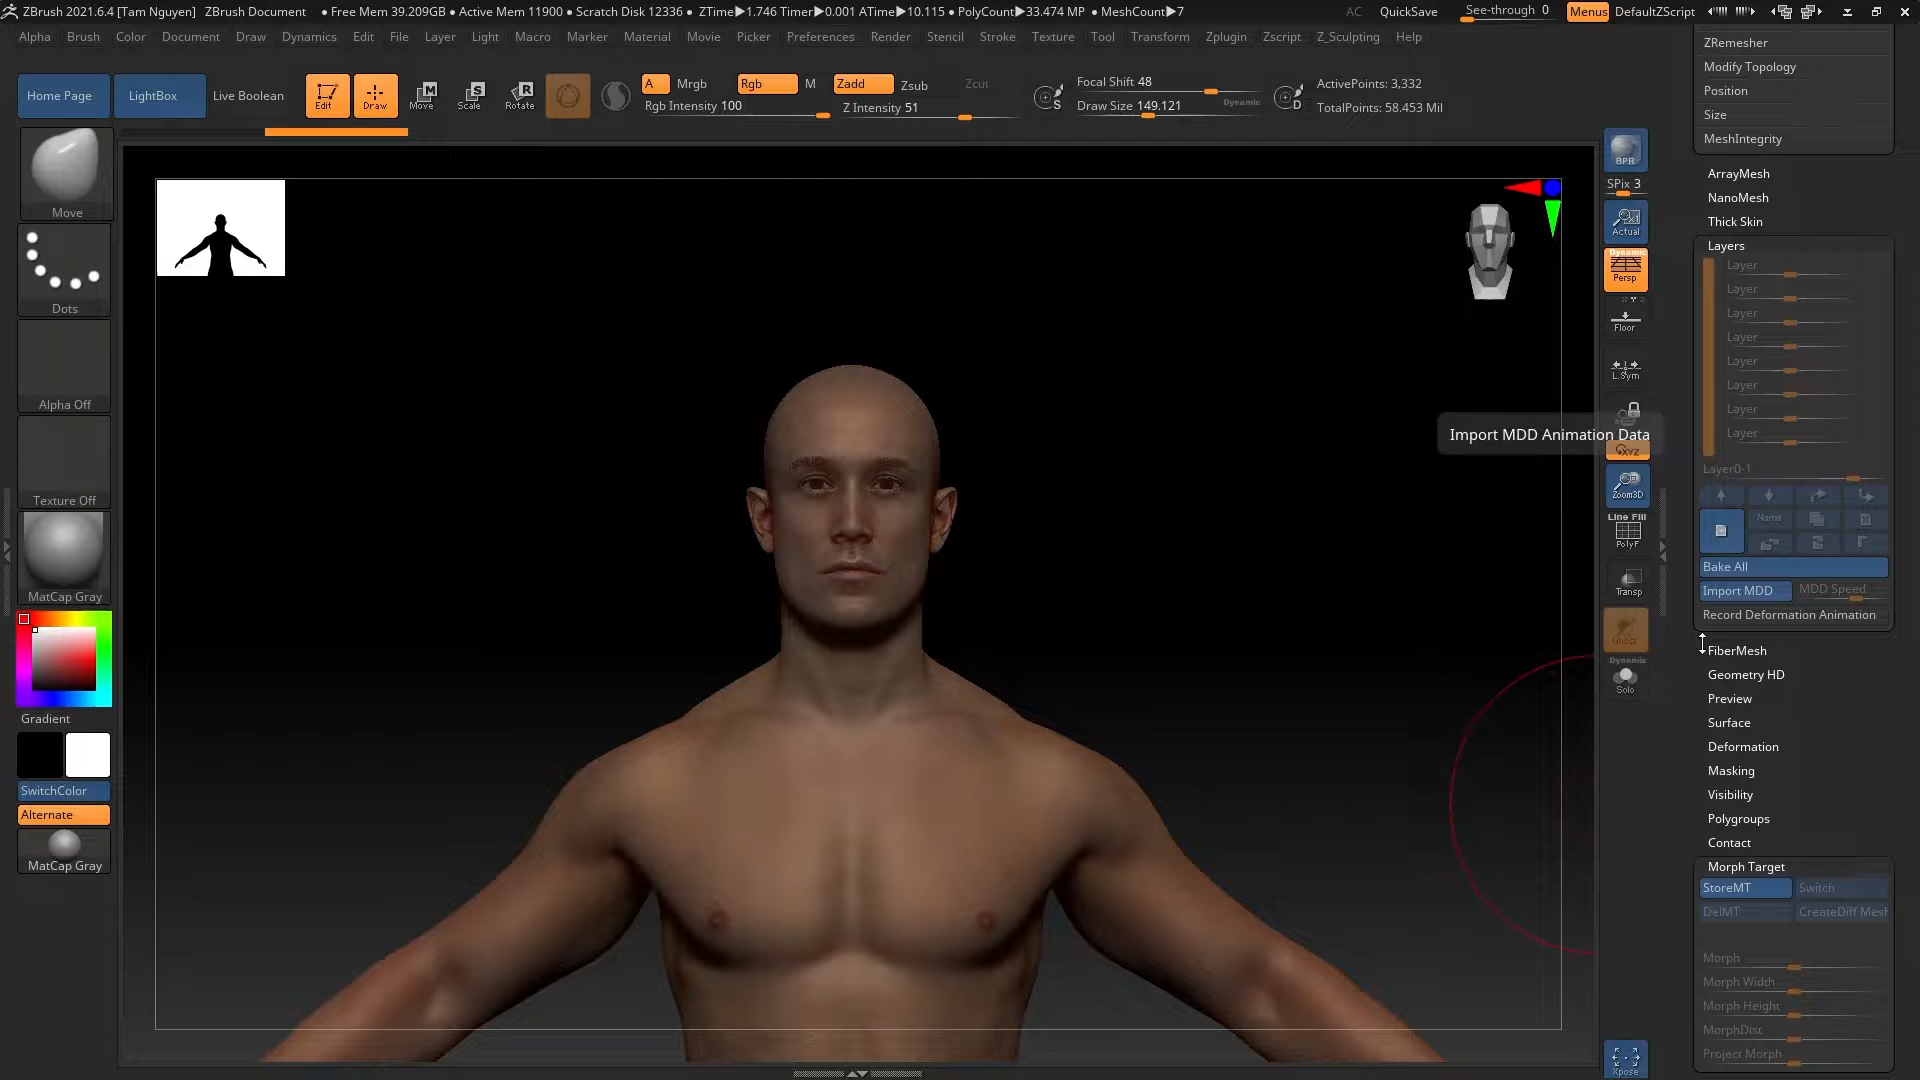 ZBrush 2021.6.4 [Tam Nguyen] ZBrush Document ● Free Mem 39.209GB ● Active Mem 11900 ● Scratch Disk 12336 ● ZTime▶1.746 Timer▶0.001 ATime▶10.115 ● PolyCount▶33.474 MP ● MeshCount▶7 AC QuickSave See-through 0 Menus DefaultZScript
Alpha Brush Color Document Draw Dynamics Edit File Layer Light Macro Marker Material Movie Picker Preferences Render Stencil Stroke Texture Tool Transform Zplugin Zscript Z_Sculpting Help
Home Page LightBox Live Boolean Edit Draw Move Scale Rotate
A Mrgb Rgb M Zadd Zsub Zcut
Rgb Intensity 100 Z Intensity 51
S Focal Shift 48
Draw Size 149.121 Dynamic D
ActivePoints: 3,332
TotalPoints: 58.453 Mil
Move
Dots
Alpha Off
Texture Off
MatCap Gray
Gradient
SwitchColor
Alternate
MatCap Gray
BPR
SPix 3
Actual
Dynamic
Persp
Floor
L.Sym
Import MDD Animation Data
XYZ
Zoom3D
Line Fill
PolyF
Transp
Ghost
Dynamic
Solo
Xpose
ZRemesher
Modify Topology
Position
Size
MeshIntegrity
ArrayMesh
NanoMesh
Thick Skin
Layers
Layer
Layer
Layer
Layer
Layer
Layer
Layer
Layer
Layer0-1
Name
Bake All
Import MDD MDD Speed
Record Deformation Animation
FiberMesh
Geometry HD
Preview
Surface
Deformation
Masking
Visibility
Polygroups
Contact
Morph Target
StoreMT Switch
DelMT CreateDiff Mesh
Morph
Morph Width
Morph Height
MorphDist
Project Morph